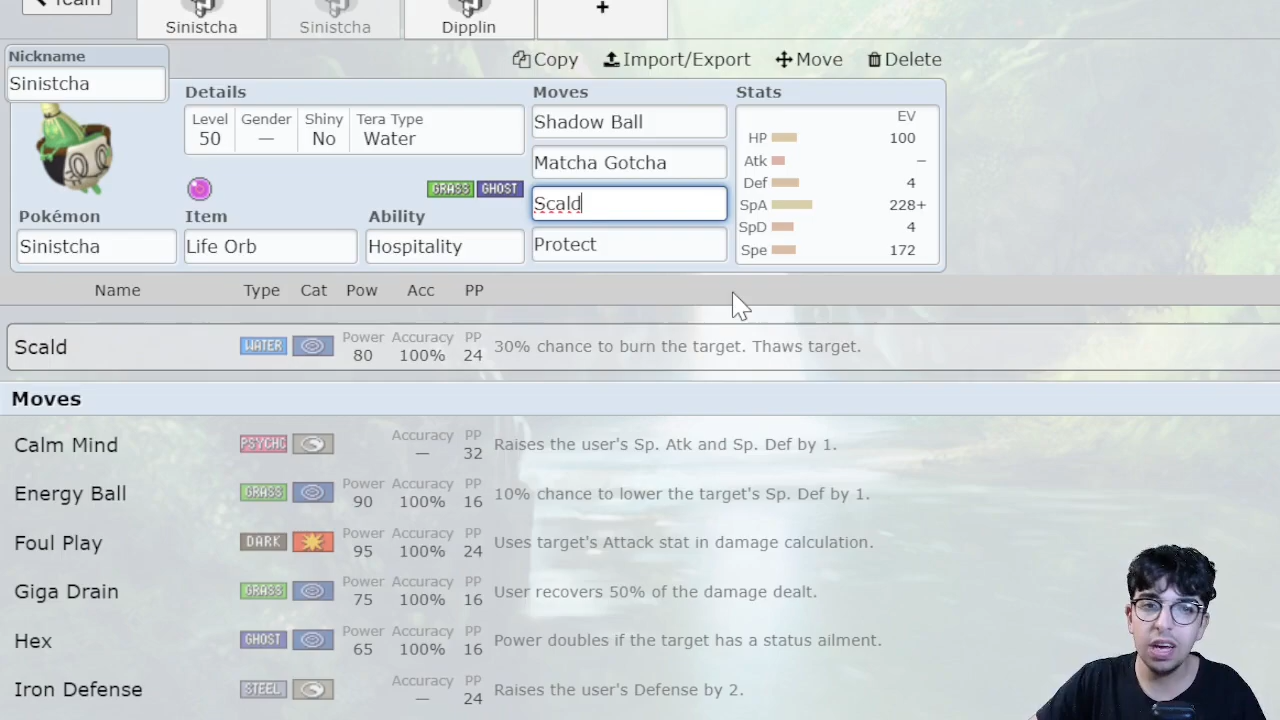 Team
Sinistcha
Sinistcha
Dipplin
+
Nickname
Sinistcha
Copy
Import/Export
Move
Delete
Details
Level
50
Gender
—
Shiny
No
Tera Type
Water
GRASS
GHOST
Pokémon
Sinistcha
Item
Life Orb
Ability
Hospitality
Moves
Shadow Ball
Matcha Gotcha
Scald
Protect
Stats
EV
HP 100
Atk –
Def 4
SpA 228+
SpD 4
Spe 172
Name Type Cat Pow Acc PP
Scald WATER Power 80 Accuracy 100% PP 24 30% chance to burn the target. Thaws target.
Moves
Calm Mind PSYCHC Accuracy — PP 32 Raises the user's Sp. Atk and Sp. Def by 1.
Energy Ball GRASS Power 90 Accuracy 100% PP 16 10% chance to lower the target's Sp. Def by 1.
Foul Play DARK Power 95 Accuracy 100% PP 24 Uses target's Attack stat in damage calculation.
Giga Drain GRASS Power 75 Accuracy 100% PP 16 User recovers 50% of the damage dealt.
Hex GHOST Power 65 Accuracy 100% PP 16 Power doubles if the target has a status ailment.
Iron Defense STEEL Accuracy — PP 24 Raises the user's Defense by 2.